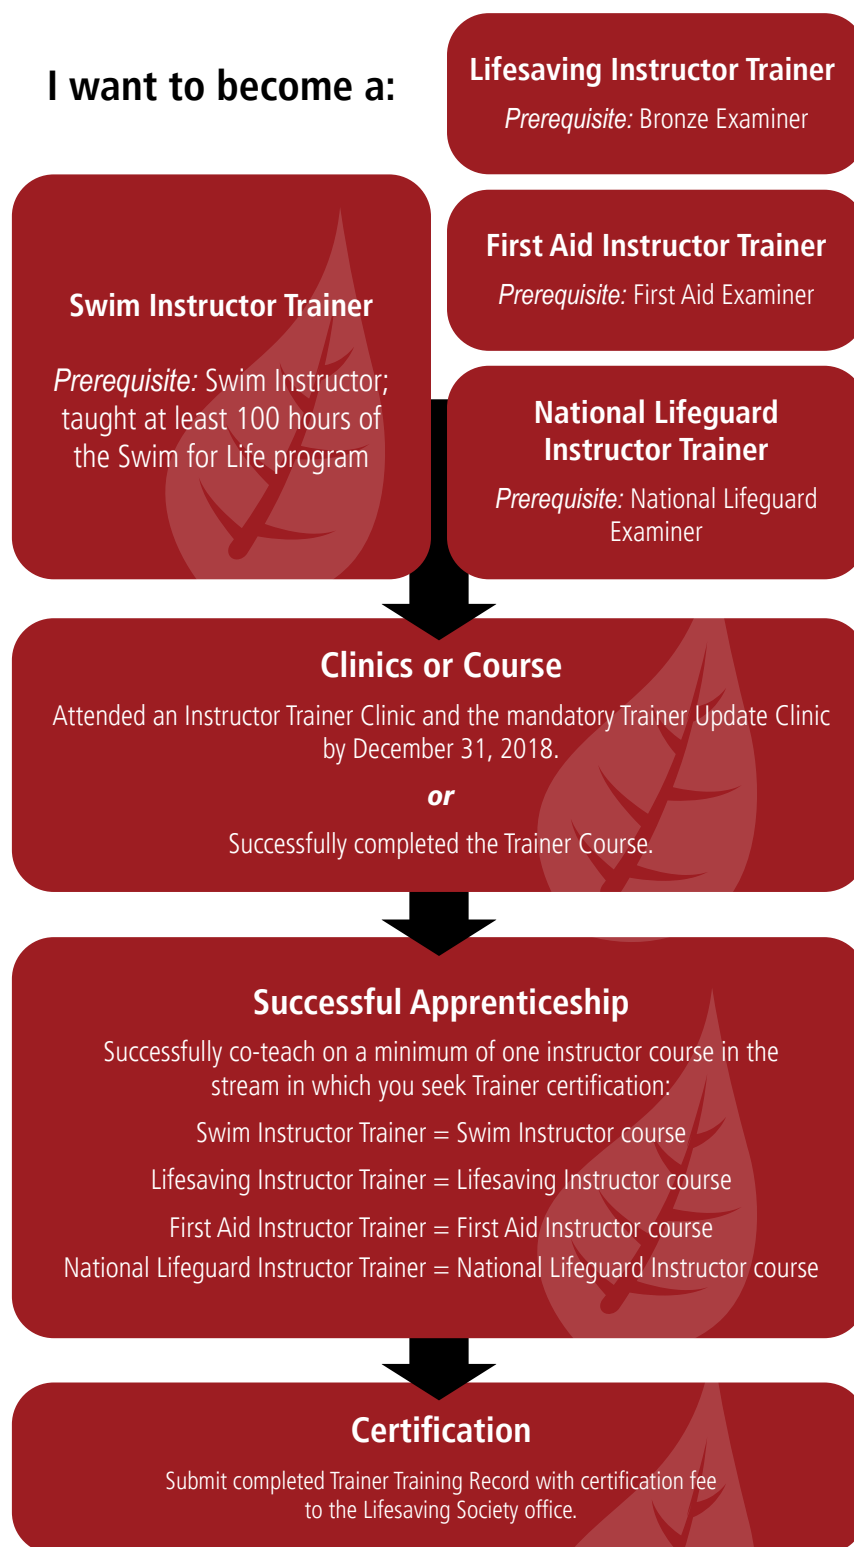 I want to become a:
Lifesaving Instructor Trainer
Prerequisite: Bronze Examiner
Swim Instructor Trainer
Prerequisite: Swim Instructor;
taught at least 100 hours of
the Swim for Life program
First Aid Instructor Trainer
Prerequisite: First Aid Examiner
National Lifeguard
Instructor Trainer
Prerequisite: National Lifeguard
Examiner
Clinics or Course
Attended an Instructor Trainer Clinic and the mandatory Trainer Update Clinic
by December 31, 2018.
or
Successfully completed the Trainer Course.
Successful Apprenticeship
Successfully co-teach on a minimum of one instructor course in the
stream in which you seek Trainer certification:
Swim Instructor Trainer = Swim Instructor course
Lifesaving Instructor Trainer = Lifesaving Instructor course
First Aid Instructor Trainer = First Aid Instructor course
National Lifeguard Instructor Trainer = National Lifeguard Instructor course
Certification
Submit completed Trainer Training Record with certification fee
to the Lifesaving Society office.